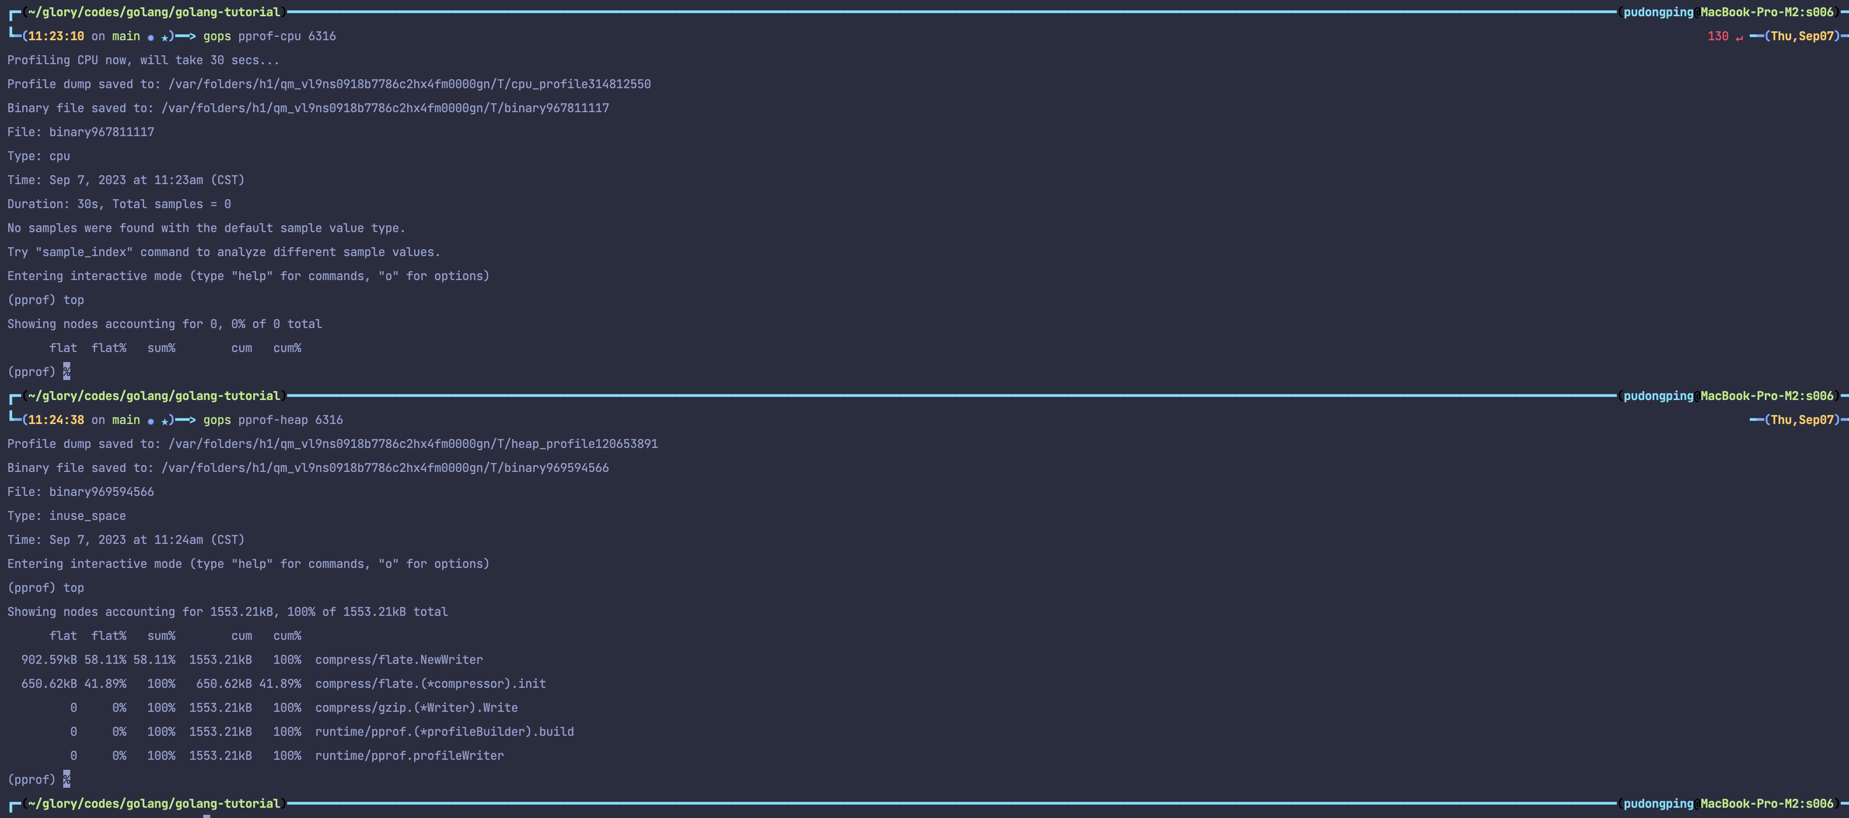 (~/glory/codes/golang/golang-tutorial) (pudongping@MacBook-Pro-M2:s006)
(11:23:10 on main ● ★)──> gops pprof-cpu 6316 130 ↵ ──(Thu,Sep07)
Profiling CPU now, will take 30 secs...
Profile dump saved to: /var/folders/h1/qm_vl9ns0918b7786c2hx4fm0000gn/T/cpu_profile314812550
Binary file saved to: /var/folders/h1/qm_vl9ns0918b7786c2hx4fm0000gn/T/binary967811117
File: binary967811117
Type: cpu
Time: Sep 7, 2023 at 11:23am (CST)
Duration: 30s, Total samples = 0
No samples were found with the default sample value type.
Try "sample_index" command to analyze different sample values.
Entering interactive mode (type "help" for commands, "o" for options)
(pprof) top
Showing nodes accounting for 0, 0% of 0 total
flat flat% sum% cum cum%
(pprof) %
(~/glory/codes/golang/golang-tutorial) (pudongping@MacBook-Pro-M2:s006)
(11:24:38 on main ● ★)──> gops pprof-heap 6316 ──(Thu,Sep07)
Profile dump saved to: /var/folders/h1/qm_vl9ns0918b7786c2hx4fm0000gn/T/heap_profile120653891
Binary file saved to: /var/folders/h1/qm_vl9ns0918b7786c2hx4fm0000gn/T/binary969594566
File: binary969594566
Type: inuse_space
Time: Sep 7, 2023 at 11:24am (CST)
Entering interactive mode (type "help" for commands, "o" for options)
(pprof) top
Showing nodes accounting for 1553.21kB, 100% of 1553.21kB total
flat flat% sum% cum cum%
902.59kB 58.11% 58.11% 1553.21kB 100% compress/flate.NewWriter
650.62kB 41.89% 100% 650.62kB 41.89% compress/flate.(*compressor).init
0 0% 100% 1553.21kB 100% compress/gzip.(*Writer).Write
0 0% 100% 1553.21kB 100% runtime/pprof.(*profileBuilder).build
0 0% 100% 1553.21kB 100% runtime/pprof.profileWriter
(pprof) %
(~/glory/codes/golang/golang-tutorial) (pudongping@MacBook-Pro-M2:s006)